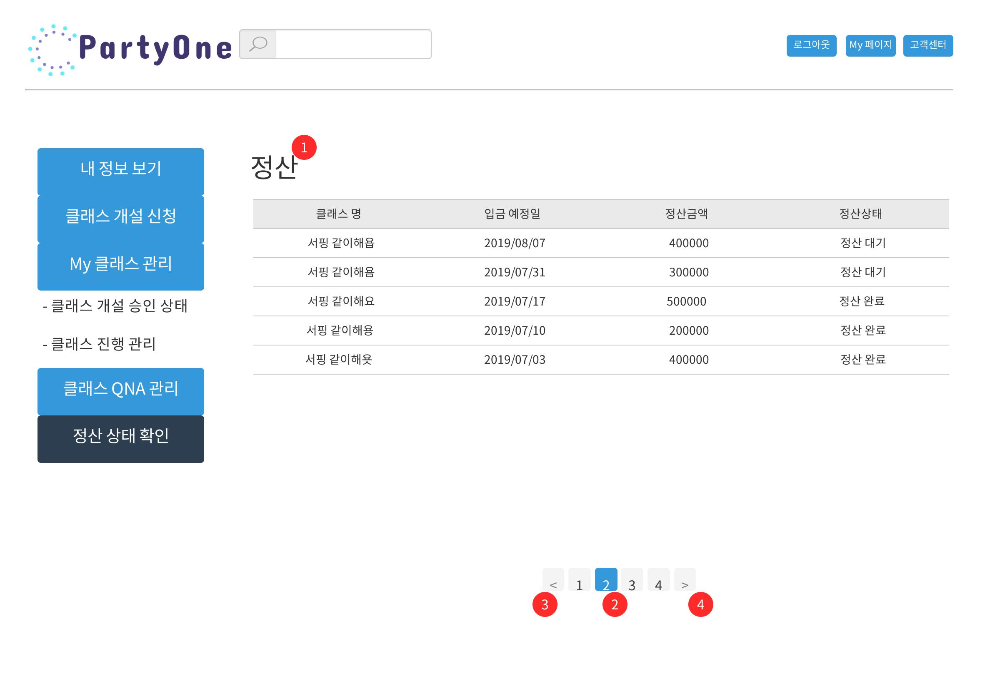 PartyOne
로그아웃 My 페이지 고객센터
내 정보 보기
클래스 개설 신청
My 클래스 관리
- 클래스 개설 승인 상태
- 클래스 진행 관리
클래스 QNA 관리
정산 상태 확인
1
정산
클래스 명 입금 예정일 정산금액 정산상태
서핑 같이해욥 2019/08/07 400000 정산 대기
서핑 같이해욤 2019/07/31 300000 정산 대기
서핑 같이해요 2019/07/17 500000 정산 완료
서핑 같이해용 2019/07/10 200000 정산 완료
서핑 같이해욧 2019/07/03 400000 정산 완료
< 1 2 3 4 >
3 2 4